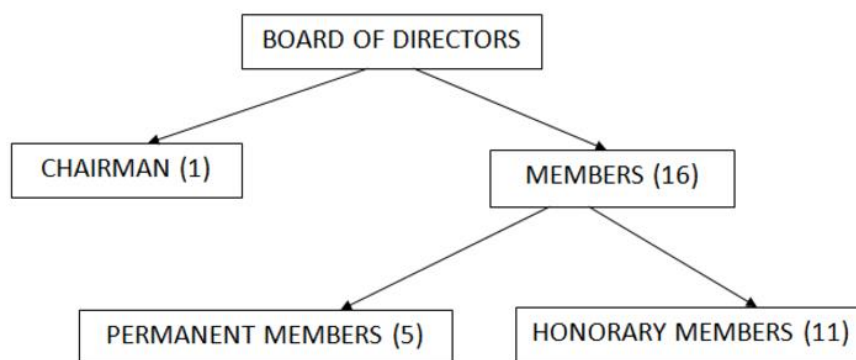 BOARD OF DIRECTORS
CHAIRMAN (1)
MEMBERS (16)
PERMANENT MEMBERS (5)
HONORARY MEMBERS (11)